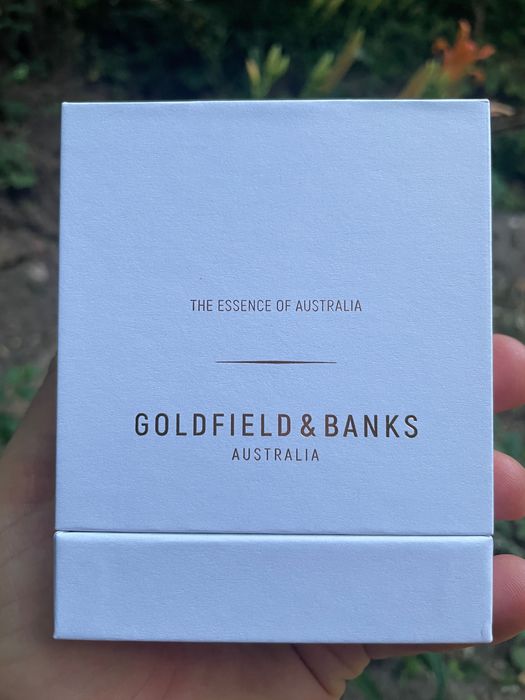 THE ESSENCE OF AUSTRALIA
GOLDFIELD & BANKS
AUSTRALIA